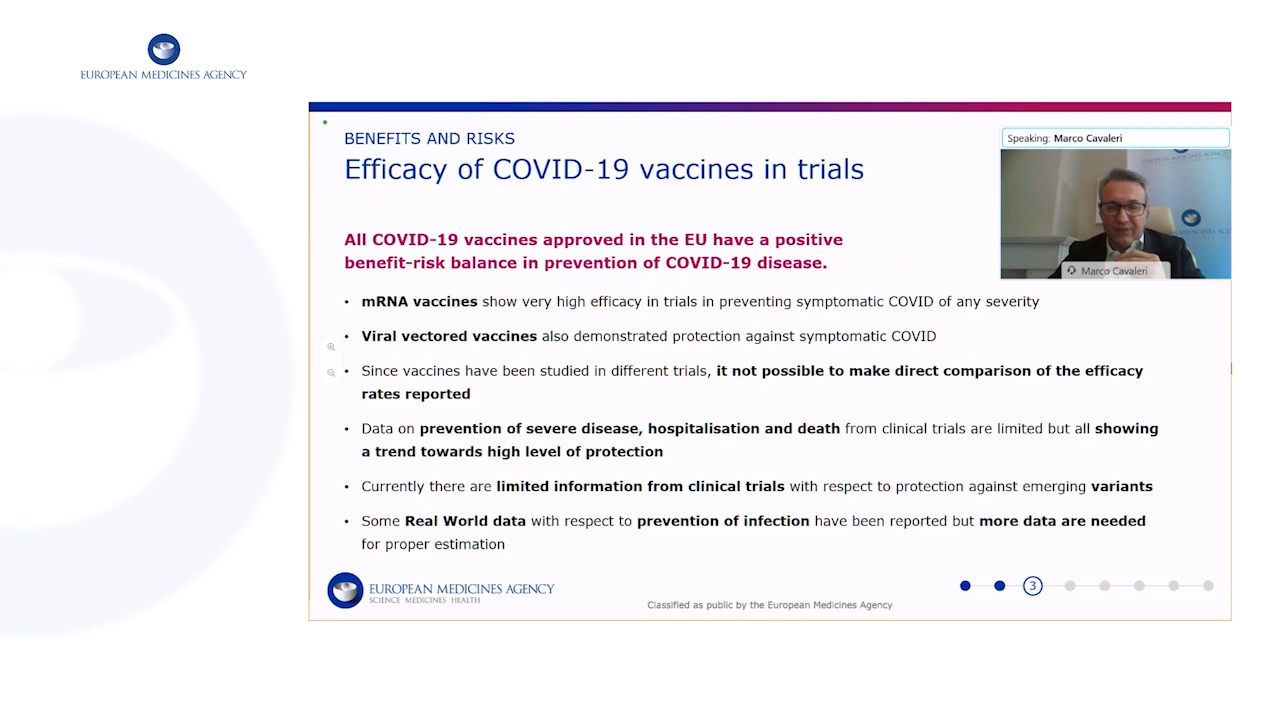 EUROPEAN MEDICINES AGENCY
BENEFITS AND RISKS
Efficacy of COVID-19 vaccines in trials
Speaking: Marco Cavaleri
Marco Cavaleri
All COVID-19 vaccines approved in the EU have a positive
benefit-risk balance in prevention of COVID-19 disease.
• mRNA vaccines show very high efficacy in trials in preventing symptomatic COVID of any severity
• Viral vectored vaccines also demonstrated protection against symptomatic COVID
• Since vaccines have been studied in different trials, it not possible to make direct comparison of the efficacy
rates reported
• Data on prevention of severe disease, hospitalisation and death from clinical trials are limited but all showing
a trend towards high level of protection
• Currently there are limited information from clinical trials with respect to protection against emerging variants
• Some Real World data with respect to prevention of infection have been reported but more data are needed
for proper estimation
EUROPEAN MEDICINES AGENCY
SCIENCE MEDICINES HEALTH
Classified as public by the European Medicines Agency
3